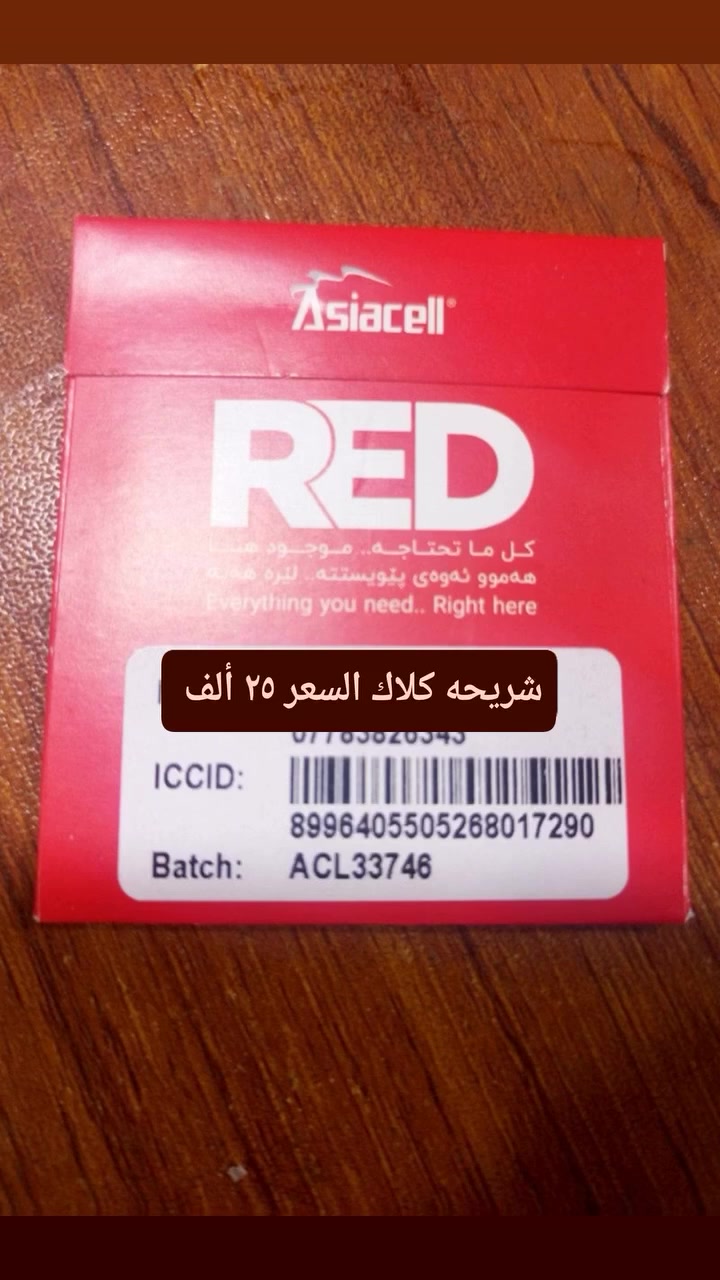 Asiacell®
RED
كل ما تحتاجه.. موجود هنا
هەموو ئەوەی پێویستتە.. لێرە هەیە
Everything you need.. Right here
شريحه كلاك السعر ٢٥ ألف
ICCID:
8996405505268017290
Batch: ACL33746